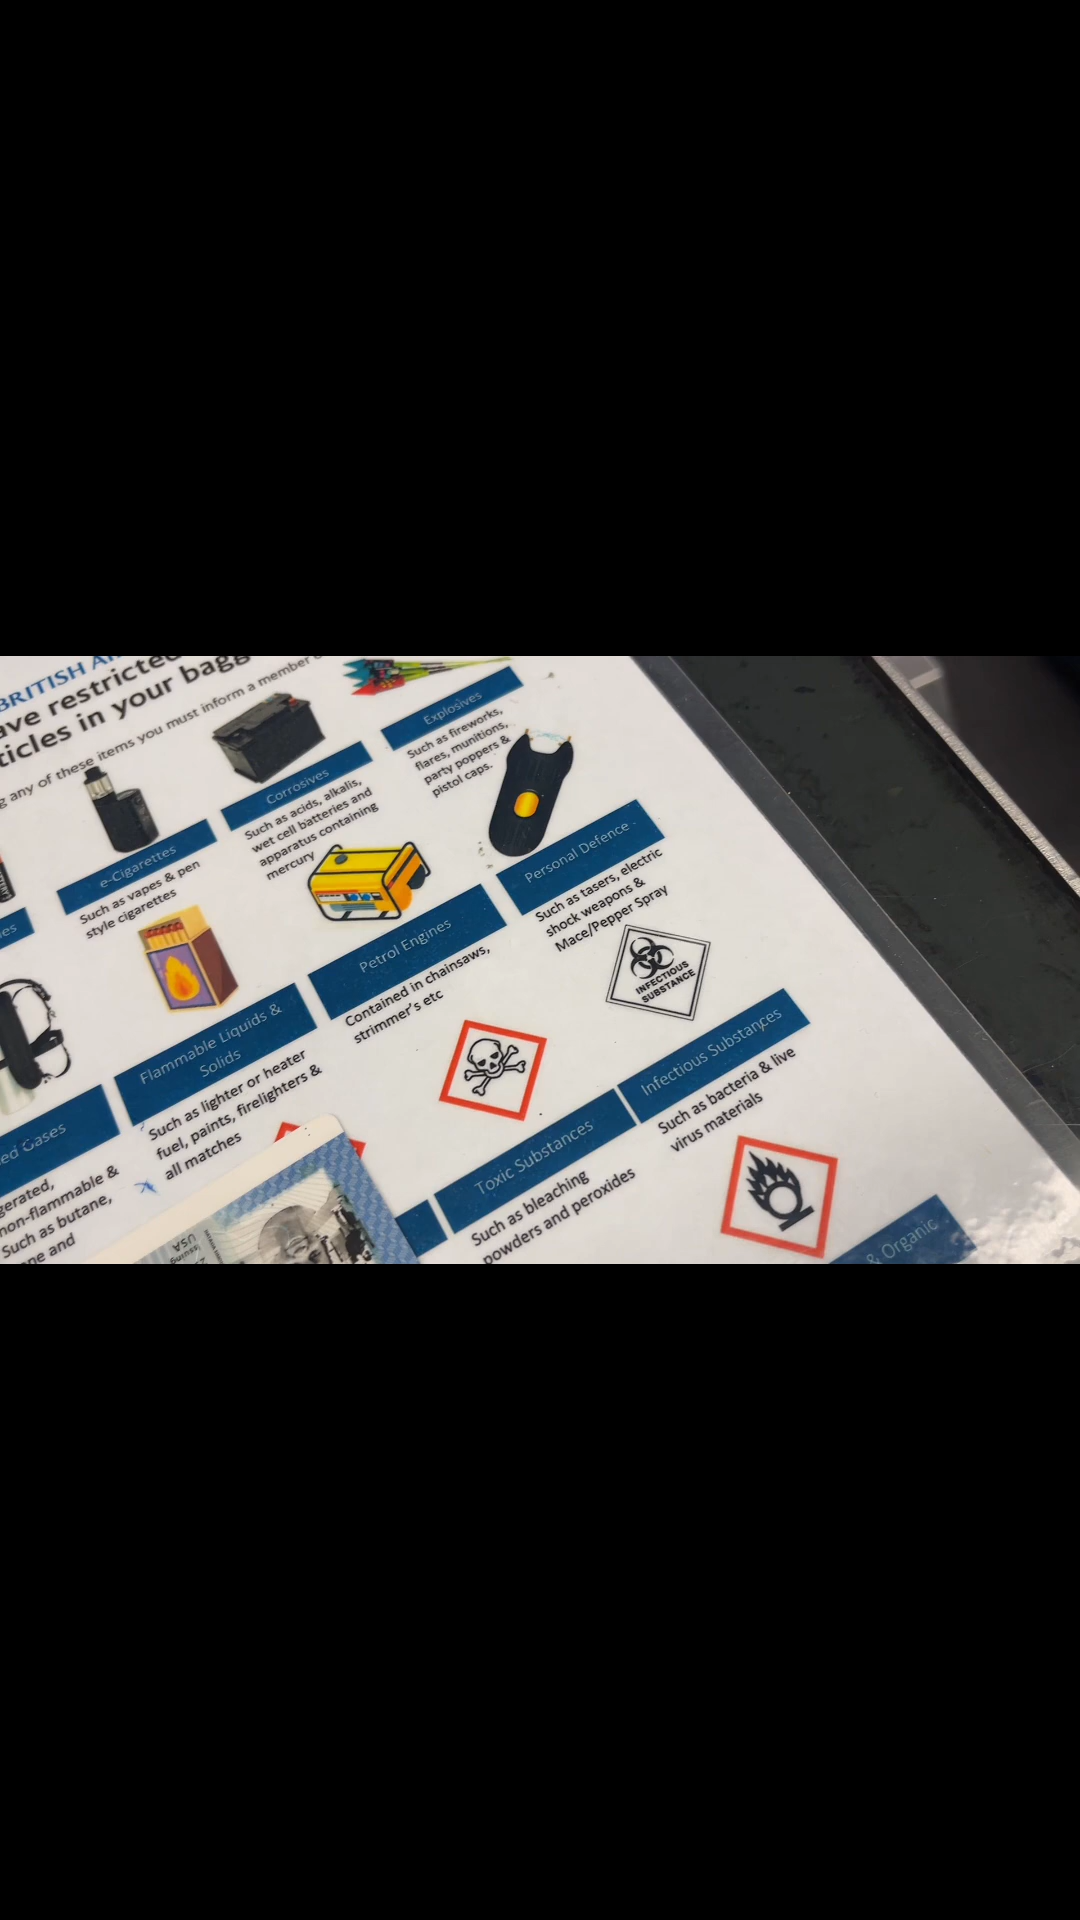 BRITISH
ave restricted
ticles in your bagg
g any of these items you must inform a member
Explosives
Such as fireworks,
flares, munitions,
party poppers &
pistol caps.
Corrosives
Such as acids, alkalis,
wet cell batteries and
apparatus containing
mercury
e-Cigarettes
Such as vapes & pen
style cigarettes
es
Personal Defence
Such as tasers, electric
shock weapons &
Mace/Pepper Spray
Petrol Engines
Contained in chainsaws,
strimmer's etc
Flammable Liquids &
Solids
Such as lighter or heater
fuel, paints, firelighters &
all matches
ed Gases
gerated,
non-flammable &
Such as butane,
ne and
INFECTIOUS
SUBSTANCE
Infectious Substances
Such as bacteria & live
virus materials
Toxic Substances
Such as bleaching
powders and peroxides
& Organic
USA